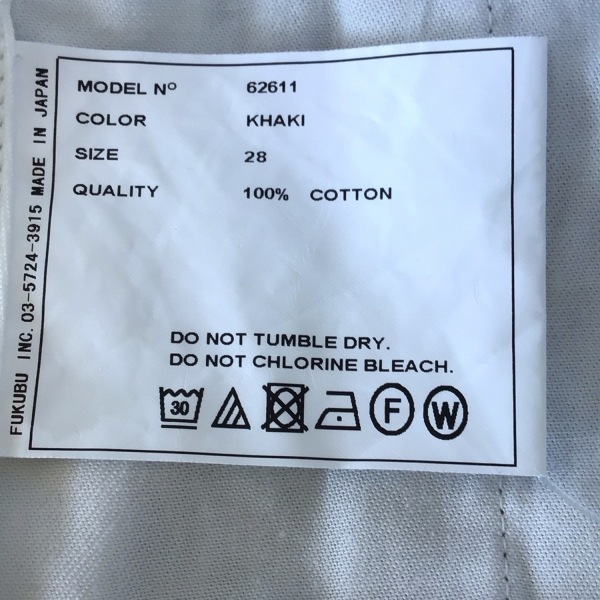 MODEL Nº 62611
COLOR KHAKI
SIZE 28
QUALITY 100% COTTON
DO NOT TUMBLE DRY.
DO NOT CHLORINE BLEACH.
30 F W
FUKUBU INC. 03-5724-3915 MADE IN JAPAN